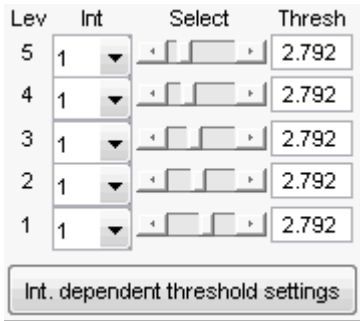 Lev Int Select Thresh
5 1 2.792
4 1 2.792
3 1 2.792
2 1 2.792
1 1 2.792
Int. dependent threshold settings